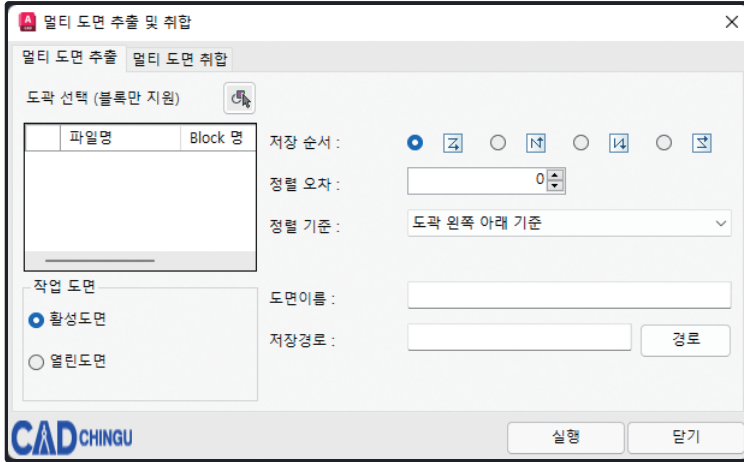 멀티 도면 추출 및 취합
멀티 도면 추출 멀티 도면 취합
도곽 선택 (블록만 지원)
파일명 Block 명
저장 순서 :
정렬 오차 : 0
정렬 기준 : 도곽 왼쪽 아래 기준
작업 도면
활성도면
열린도면
도면이름 :
저장경로 : 경로
CADCHINGU
실행 닫기